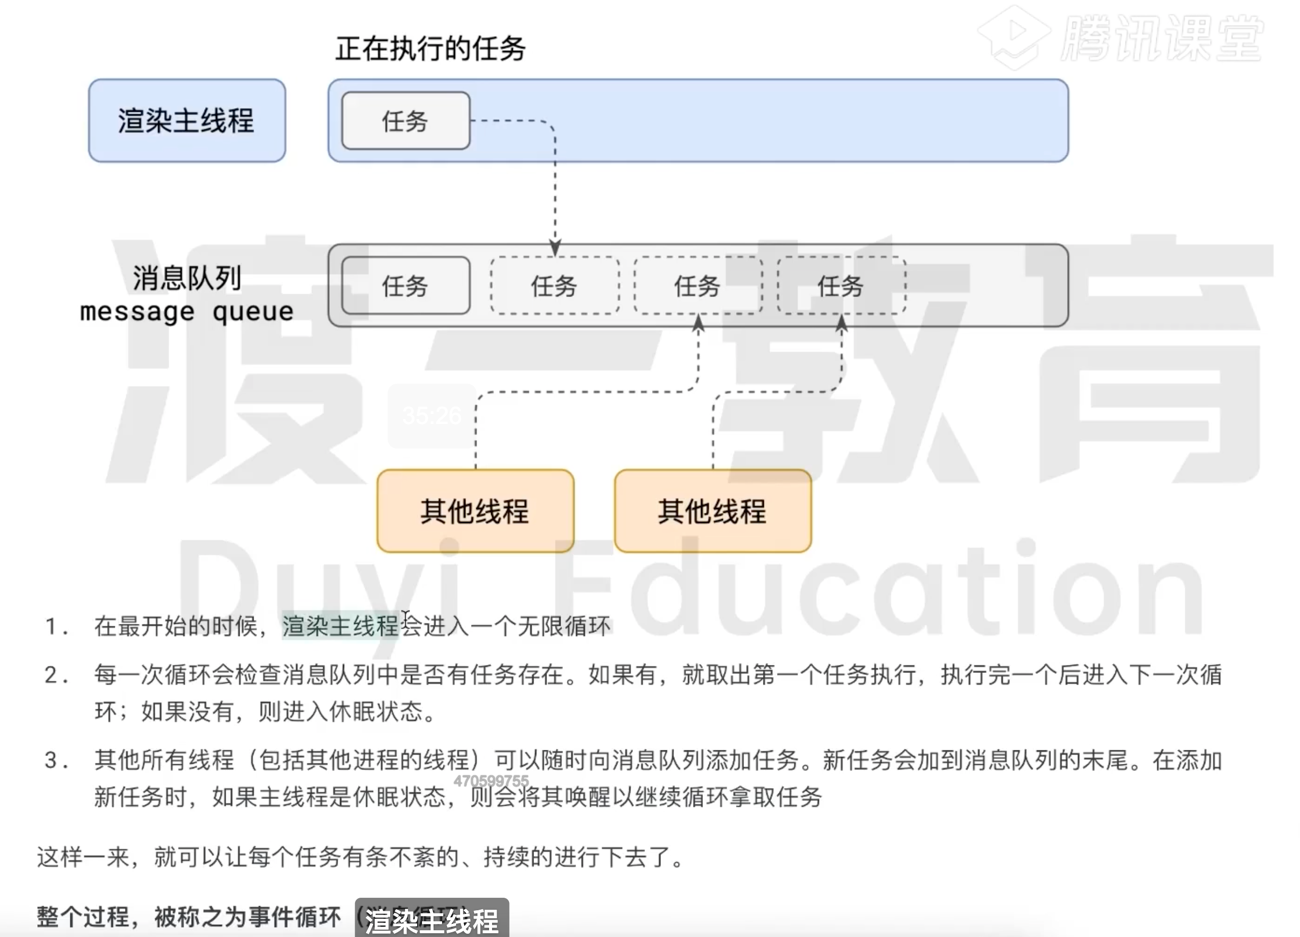 腾讯课堂
正在执行的任务
渲染主线程
任务
消息队列
message queue
任务
任务
任务
任务
35:26
其他线程
其他线程
渡一教育
Duyi Education
1. 在最开始的时候，渲染主线程会进入一个无限循环
2. 每一次循环会检查消息队列中是否有任务存在。如果有，就取出第一个任务执行，执行完一个后进入下一次循
环；如果没有，则进入休眠状态。
3. 其他所有线程（包括其他进程的线程）可以随时向消息队列添加任务。新任务会加到消息队列的末尾。在添加
新任务时，如果主线程是休眠状态，则会将其唤醒以继续循环拿取任务
470599755
这样一来，就可以让每个任务有条不紊的、持续的进行下去了。
整个过程，被称之为事件循环
渲染主线程